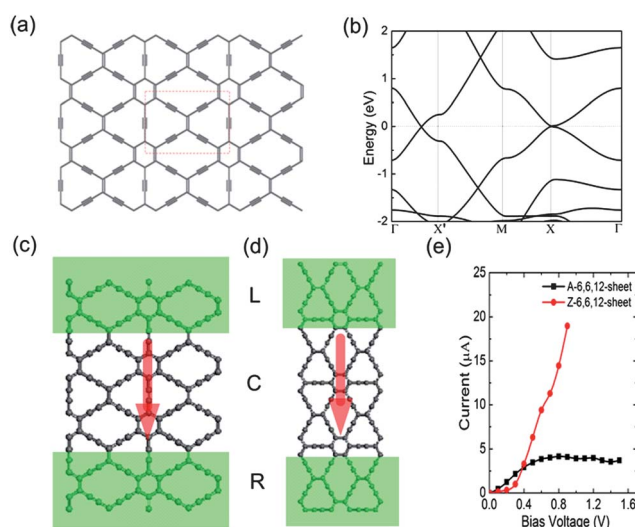 (a)
(b)
2
1
0
-1
-2
Energy (eV)
Γ X' M X Γ
(c)
(d)
L
C
R
(e)
25
20
15
10
5
0
Current (μA)
A-6,6,12-sheet
Z-6,6,12-sheet
0.0 0.4 0.8 1.2 1.6
Bias Voltage (V)